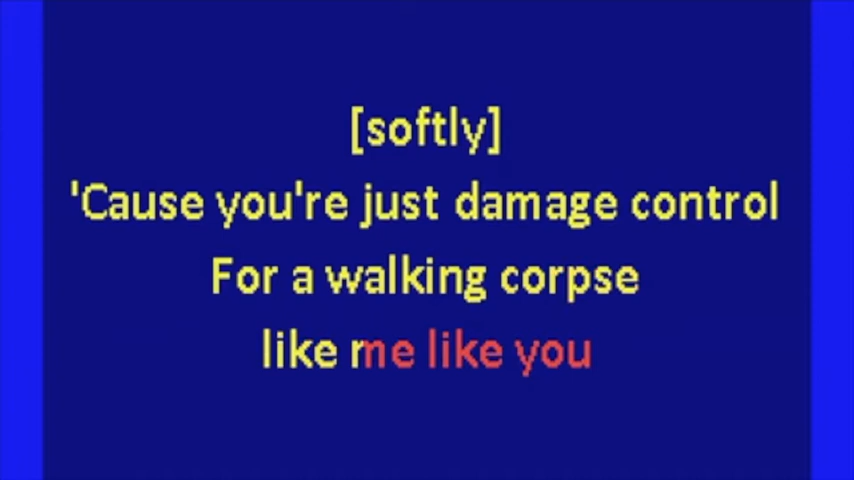 [softly]
'Cause you're just damage control
For a walking corpse
like me like you